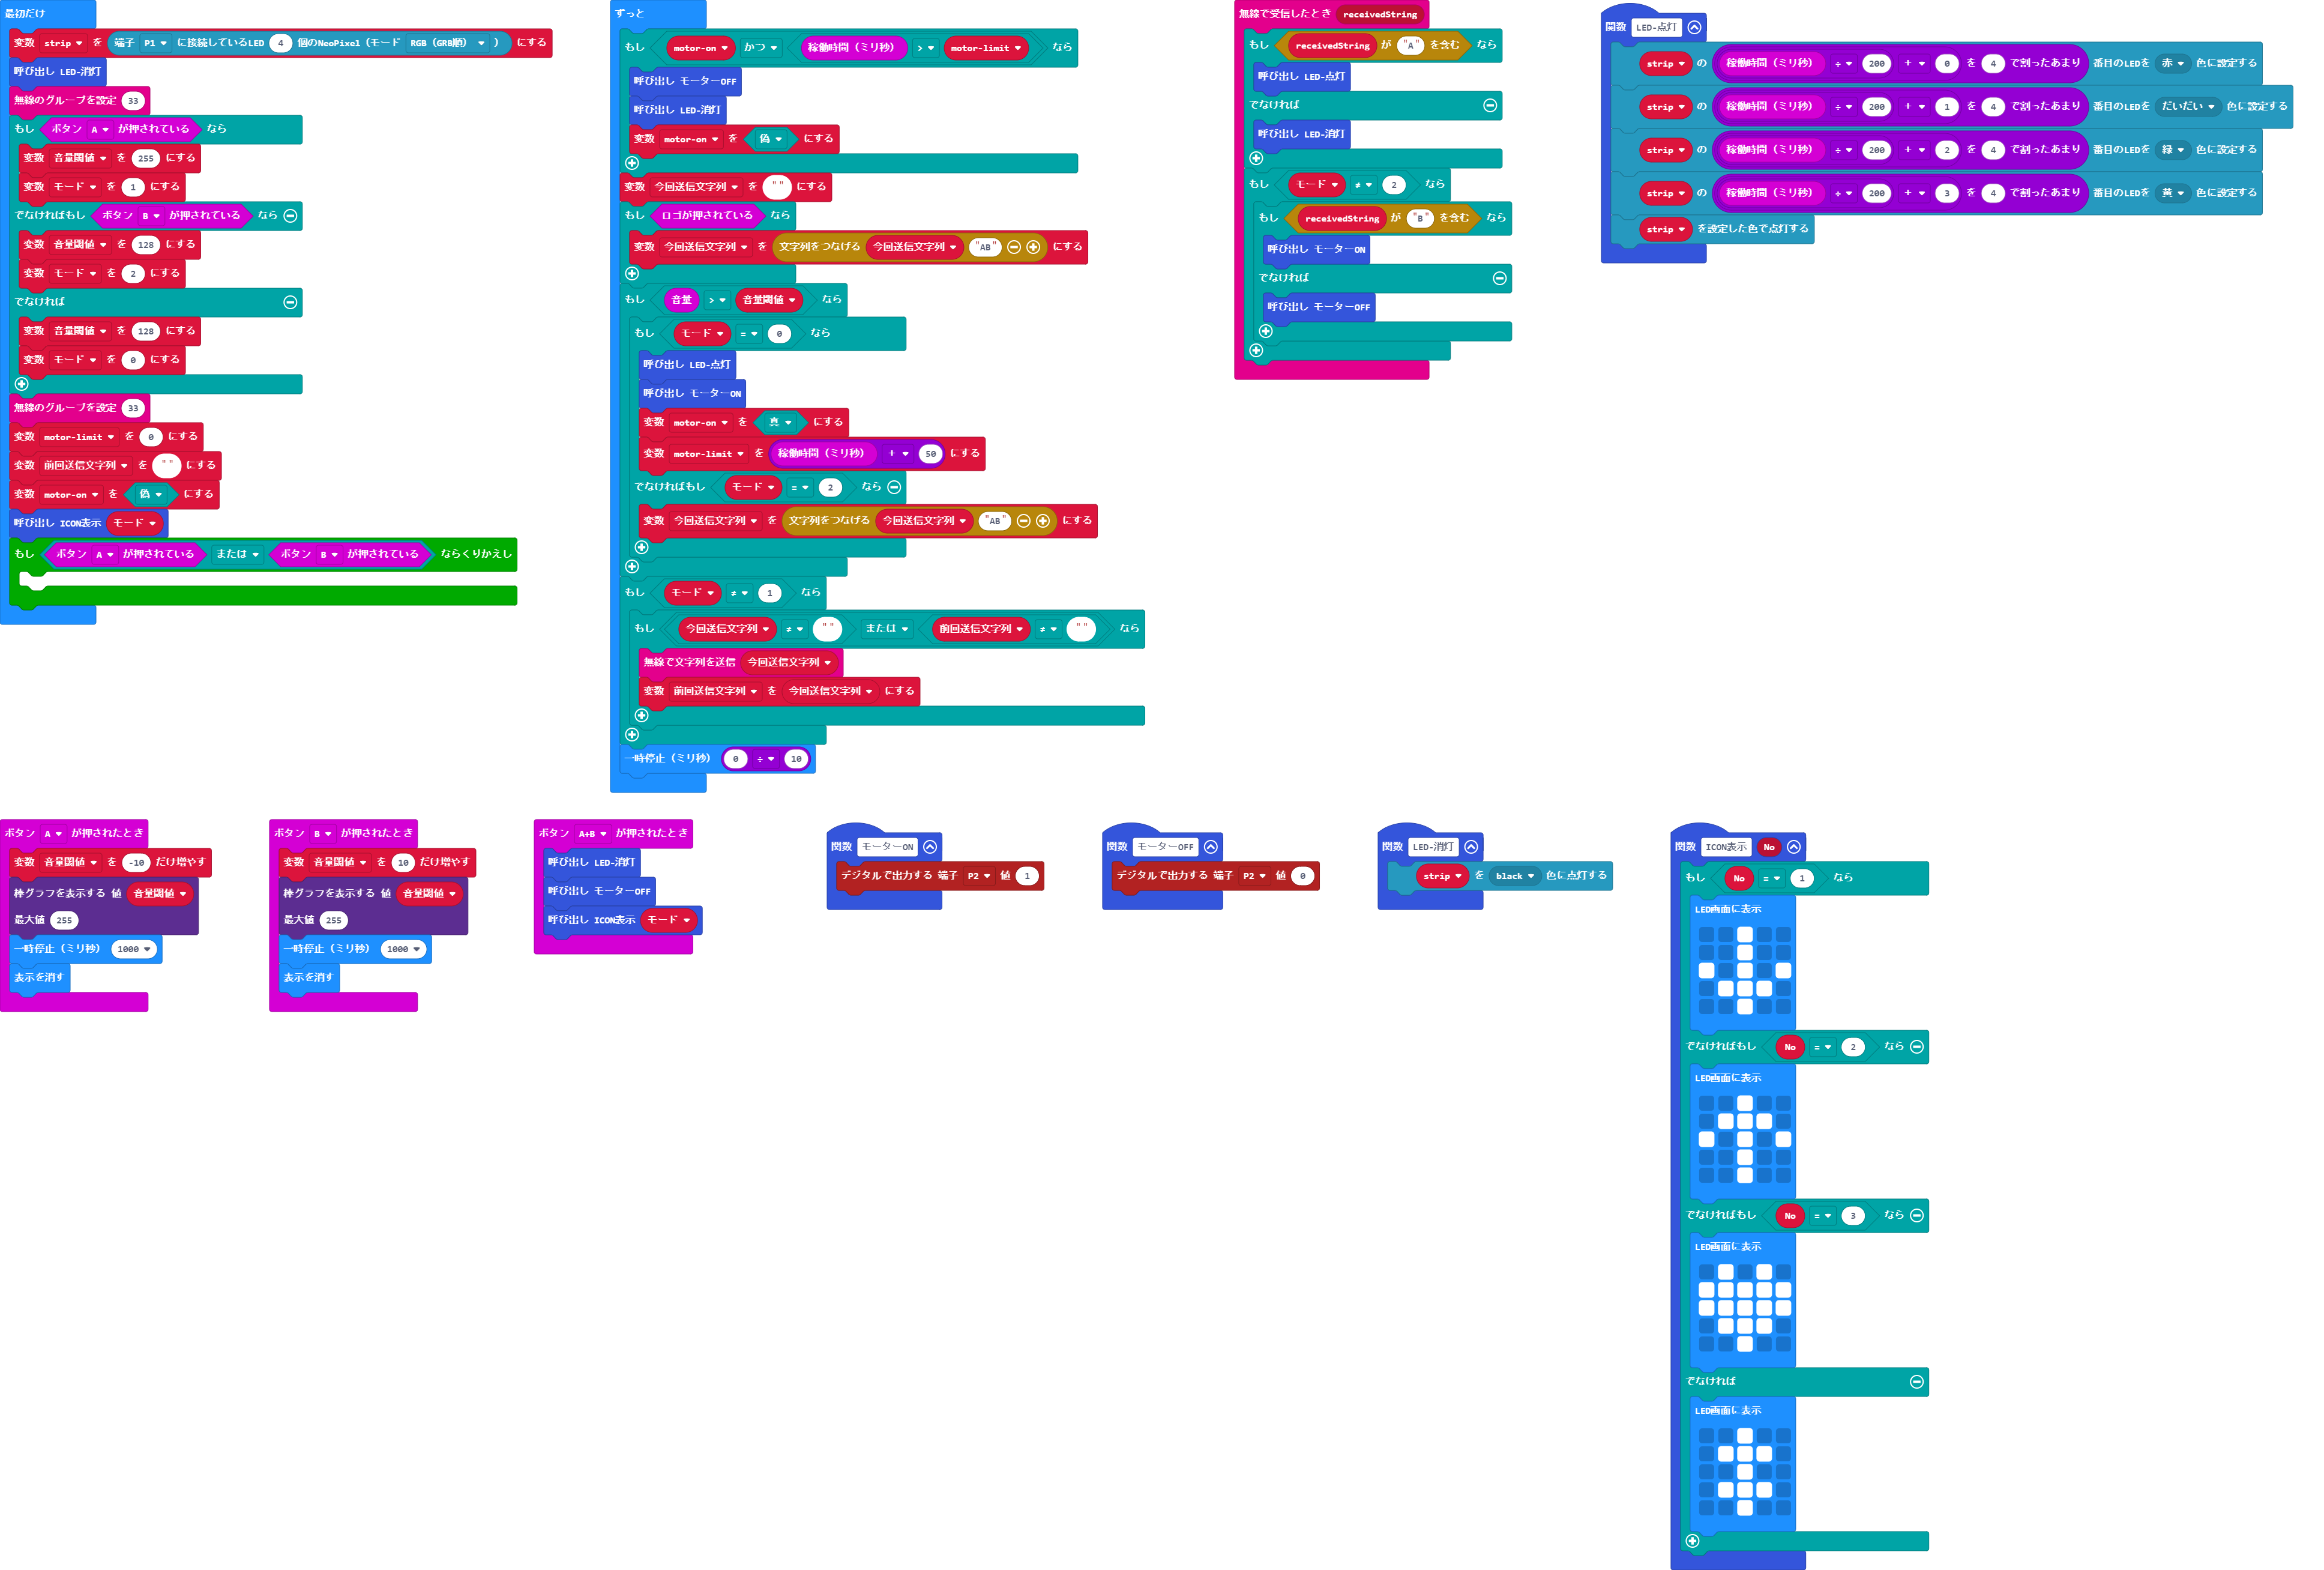 最初だけ
変数 strip を 端子 P1 に接続しているLED 4 個のNeoPixel（モード RGB（GRB順） ） にする
呼び出し LED-消灯
無線のグループを設定 33
もし ボタン A が押されている なら
変数 音量閾値 を 255 にする
変数 モード を 1 にする
でなければもし ボタン B が押されている なら
変数 音量閾値 を 128 にする
変数 モード を 2 にする
でなければ
変数 音量閾値 を 128 にする
変数 モード を 0 にする
無線のグループを設定 33
変数 motor-limit を 0 にする
変数 前回送信文字列 を "" にする
変数 motor-on を 偽 にする
呼び出し ICON表示 モード
もし ボタン A が押されている または ボタン B が押されている ならくりかえし
ずっと
もし motor-on かつ 稼働時間（ミリ秒） > motor-limit なら
呼び出し モーターOFF
呼び出し LED-消灯
変数 motor-on を 偽 にする
変数 今回送信文字列 を "" にする
もし ロゴが押されている なら
変数 今回送信文字列 を 文字列をつなげる 今回送信文字列 "AB" にする
もし 音量 > 音量閾値 なら
もし モード = 0 なら
呼び出し LED-点灯
呼び出し モーターON
変数 motor-on を 真 にする
変数 motor-limit を 稼働時間（ミリ秒） + 50 にする
でなければもし モード = 2 なら
変数 今回送信文字列 を 文字列をつなげる 今回送信文字列 "AB" にする
もし モード ≠ 1 なら
もし 今回送信文字列 ≠ "" または 前回送信文字列 ≠ "" なら
無線で文字列を送信 今回送信文字列
変数 前回送信文字列 を 今回送信文字列 にする
一時停止（ミリ秒） 0 ÷ 10
無線で受信したとき receivedString
もし receivedString が "A" を含む なら
呼び出し LED-点灯
でなければ
呼び出し LED-消灯
もし モード ≠ 2 なら
もし receivedString が "B" を含む なら
呼び出し モーターON
でなければ
呼び出し モーターOFF
関数 LED-点灯
strip の 稼働時間（ミリ秒） ÷ 200 + 0 を 4 で割ったあまり 番目のLEDを 赤 色に設定する
strip の 稼働時間（ミリ秒） ÷ 200 + 1 を 4 で割ったあまり 番目のLEDを だいだい 色に設定する
strip の 稼働時間（ミリ秒） ÷ 200 + 2 を 4 で割ったあまり 番目のLEDを 緑 色に設定する
strip の 稼働時間（ミリ秒） ÷ 200 + 3 を 4 で割ったあまり 番目のLEDを 黄 色に設定する
strip を設定した色で点灯する
ボタン A が押されたとき
変数 音量閾値 を -10 だけ増やす
棒グラフを表示する 値 音量閾値
最大値 255
一時停止（ミリ秒） 1000
表示を消す
ボタン B が押されたとき
変数 音量閾値 を 10 だけ増やす
棒グラフを表示する 値 音量閾値
最大値 255
一時停止（ミリ秒） 1000
表示を消す
ボタン A+B が押されたとき
呼び出し LED-消灯
呼び出し モーターOFF
呼び出し ICON表示 モード
関数 モーターON
デジタルで出力する 端子 P2 値 1
関数 モーターOFF
デジタルで出力する 端子 P2 値 0
関数 LED-消灯
strip を black 色に点灯する
関数 ICON表示 No
もし No = 1 なら
LED画面に表示
でなければもし No = 2 なら
LED画面に表示
でなければもし No = 3 なら
LED画面に表示
でなければ
LED画面に表示